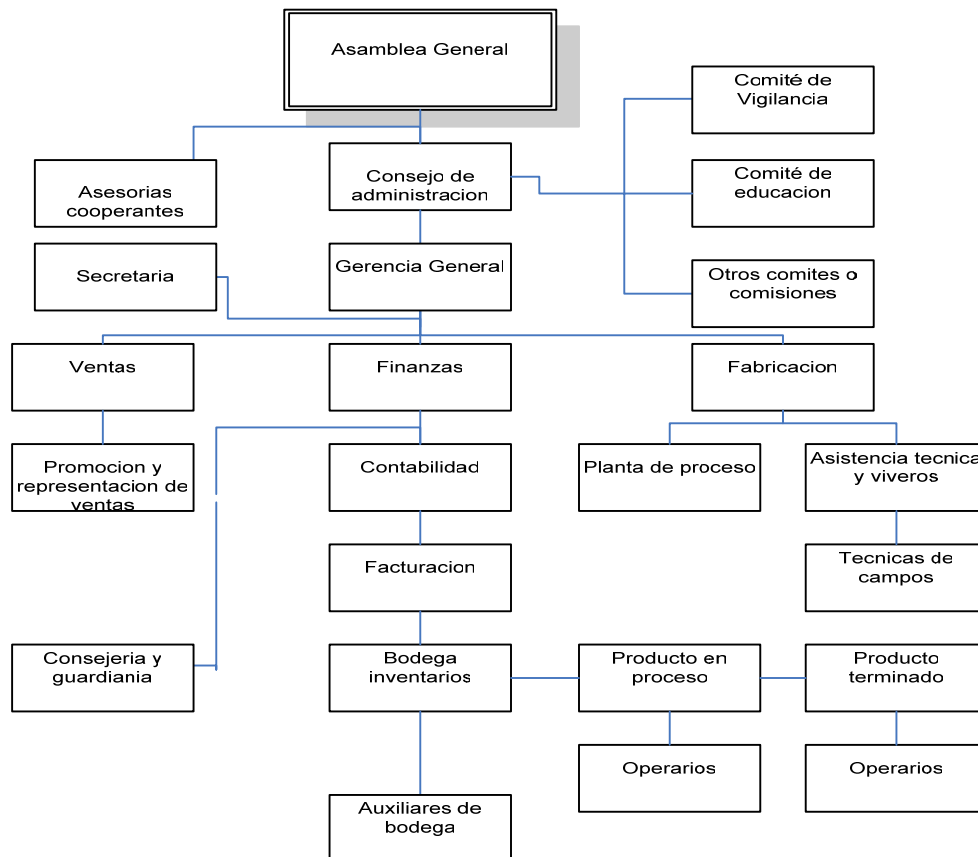 Asamblea General
Comité de
Vigilancia
Asesorias
cooperantes
Consejo de
administracion
Comité de
educacion
Secretaria
Gerencia General
Otros comites o
comisiones
Ventas
Finanzas
Fabricacion
Promocion y
representacion de
ventas
Contabilidad
Planta de proceso
Asistencia tecnica
y viveros
Facturacion
Tecnicas de
campos
Consejeria y
guardiania
Bodega
inventarios
Producto en
proceso
Producto
terminado
Operarios
Operarios
Auxiliares de
bodega